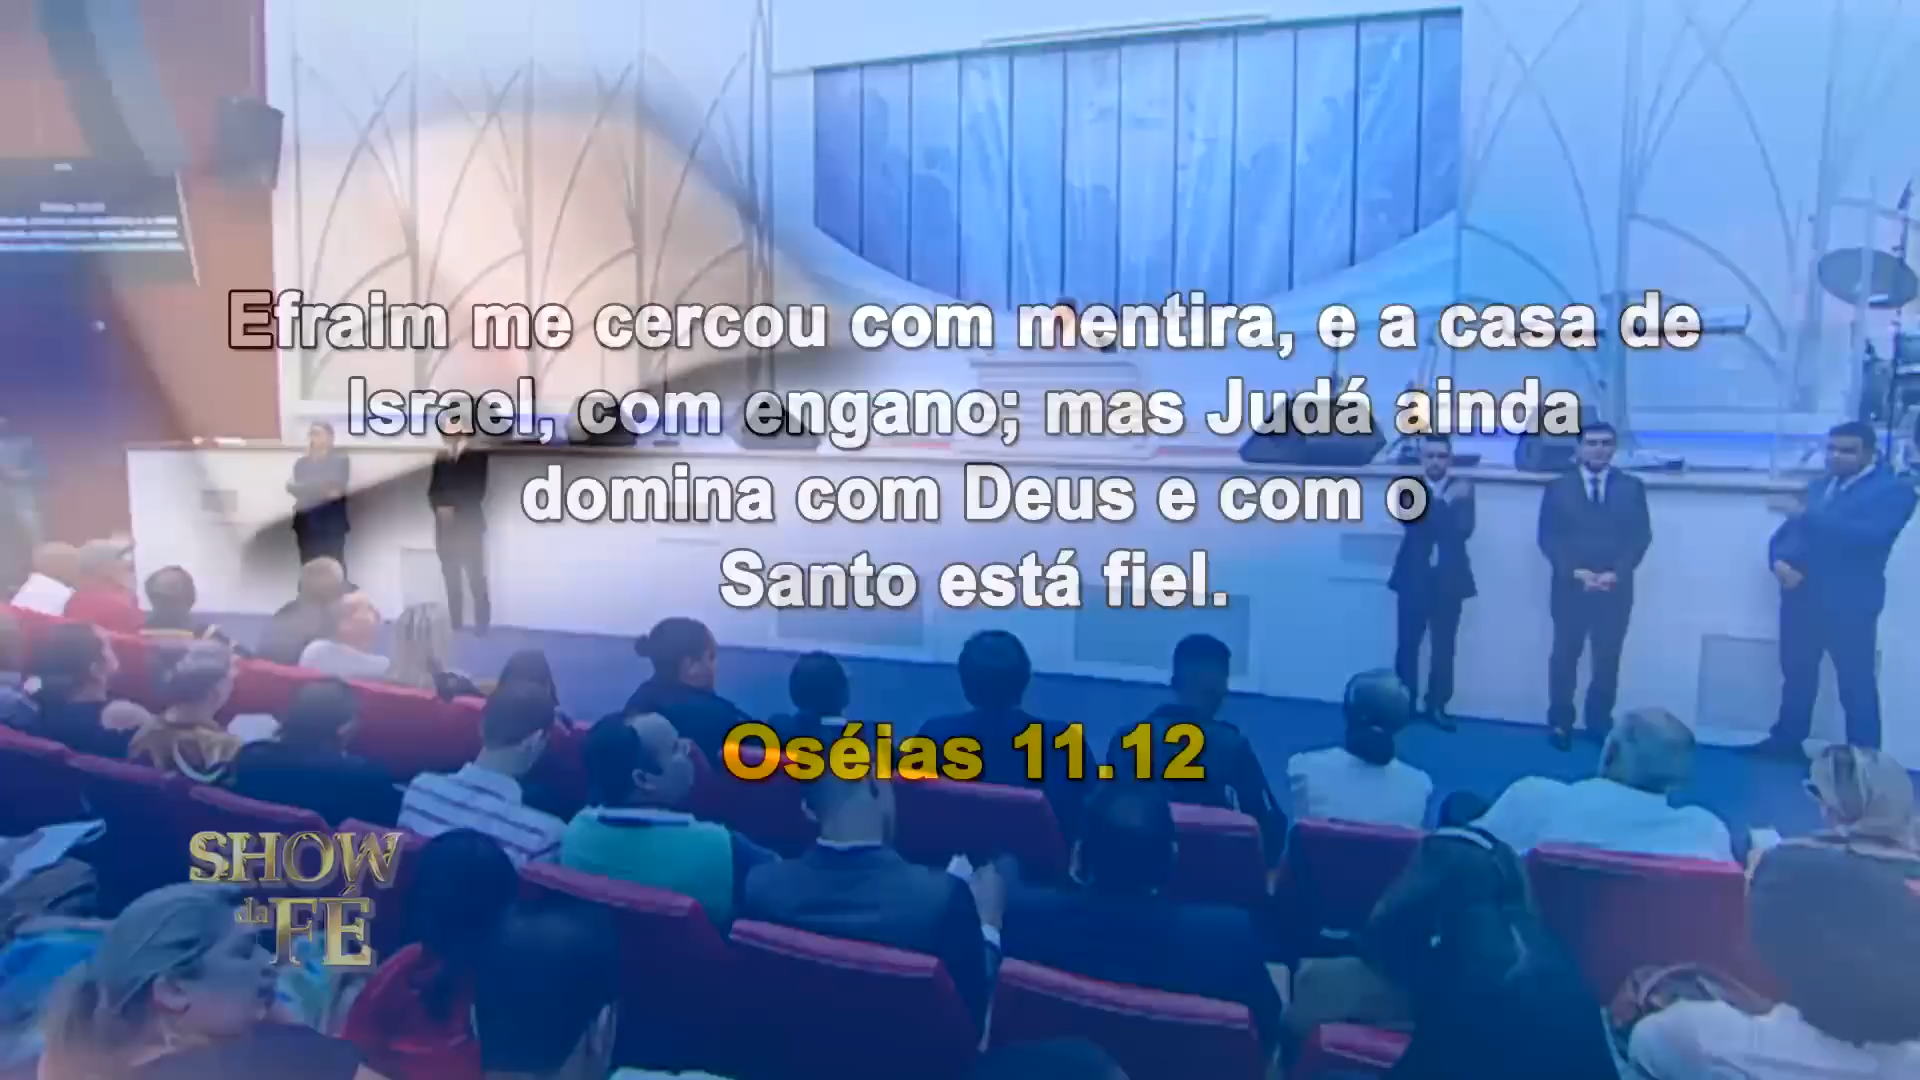 Efraim me cercou com mentira, e a casa de
Israel, com engano; mas Judá ainda
domina com Deus e com o
Santo está fiel.
Oséias 11.12
SHOW
da FÉ